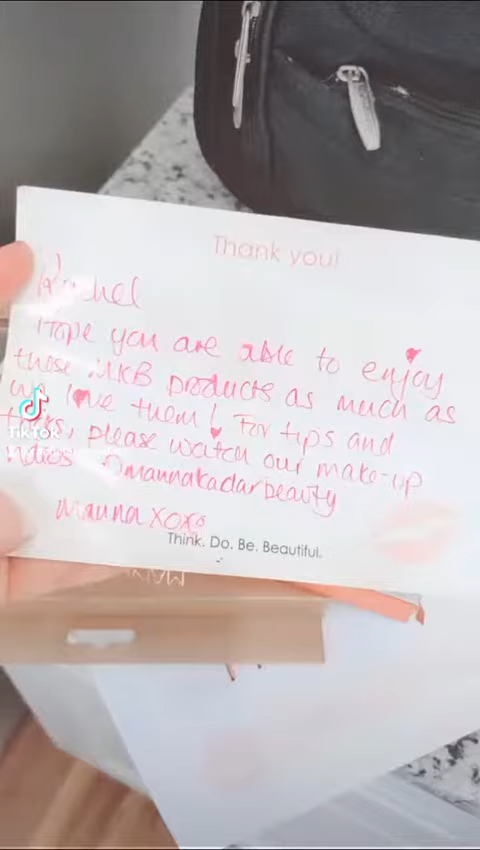 Thank you!
Rachel
Hope you are able to enjoy
these MKB products as much as
we love them! For tips and
tricks, please watch our make-up
videos @mannakadarbeauty
Manna xoxo
Think. Do. Be. Beautiful.
TikTok